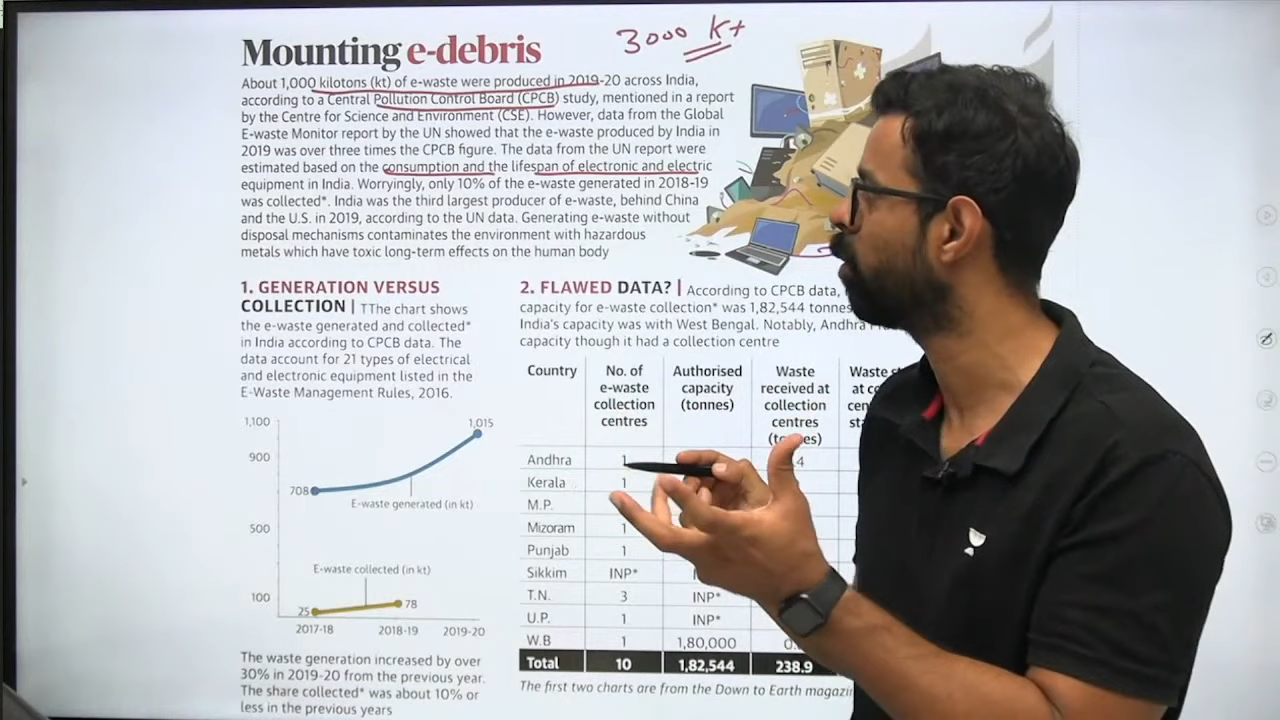 3000 kt
Mounting e-debris
About 1,000 kilotons (kt) of e-waste were produced in 2019-20 across India,
according to a Central Pollution Control Board (CPCB) study, mentioned in a report
by the Centre for Science and Environment (CSE). However, data from the Global
E-waste Monitor report by the UN showed that the e-waste produced by India in
2019 was over three times the CPCB figure. The data from the UN report were
estimated based on the consumption and the lifespan of electronic and electric
equipment in India. Worryingly, only 10% of the e-waste generated in 2018-19
was collected*. India was the third largest producer of e-waste, behind China
and the U.S. in 2019, according to the UN data. Generating e-waste without
disposal mechanisms contaminates the environment with hazardous
metals which have toxic long-term effects on the human body
1. GENERATION VERSUS
COLLECTION | TThe chart shows
the e-waste generated and collected*
in India according to CPCB data. The
data account for 21 types of electrical
and electronic equipment listed in the
E-Waste Management Rules, 2016.
1,100
1,015
900
708
E-waste generated (in kt)
500
E-waste collected (in kt)
100
25
78
2017-18 2018-19 2019-20
The waste generation increased by over
30% in 2019-20 from the previous year.
The share collected* was about 10% or
less in the previous years
2. FLAWED DATA? | According to CPCB data,
capacity for e-waste collection* was 1,82,544 tonnes
India's capacity was with West Bengal. Notably, Andhra
capacity though it had a collection centre
Country No. of e-waste collection centres Authorised capacity (tonnes) Waste received at collection centres Waste at
Andhra 1 4
Kerala 1
M.P.
Mizoram 1
Punjab 1
Sikkim INP*
T.N. 3 INP*
U.P. 1 INP*
W.B 1 1,80,000
Total 10 1,82,544 238.9
The first two charts are from the Down to Earth